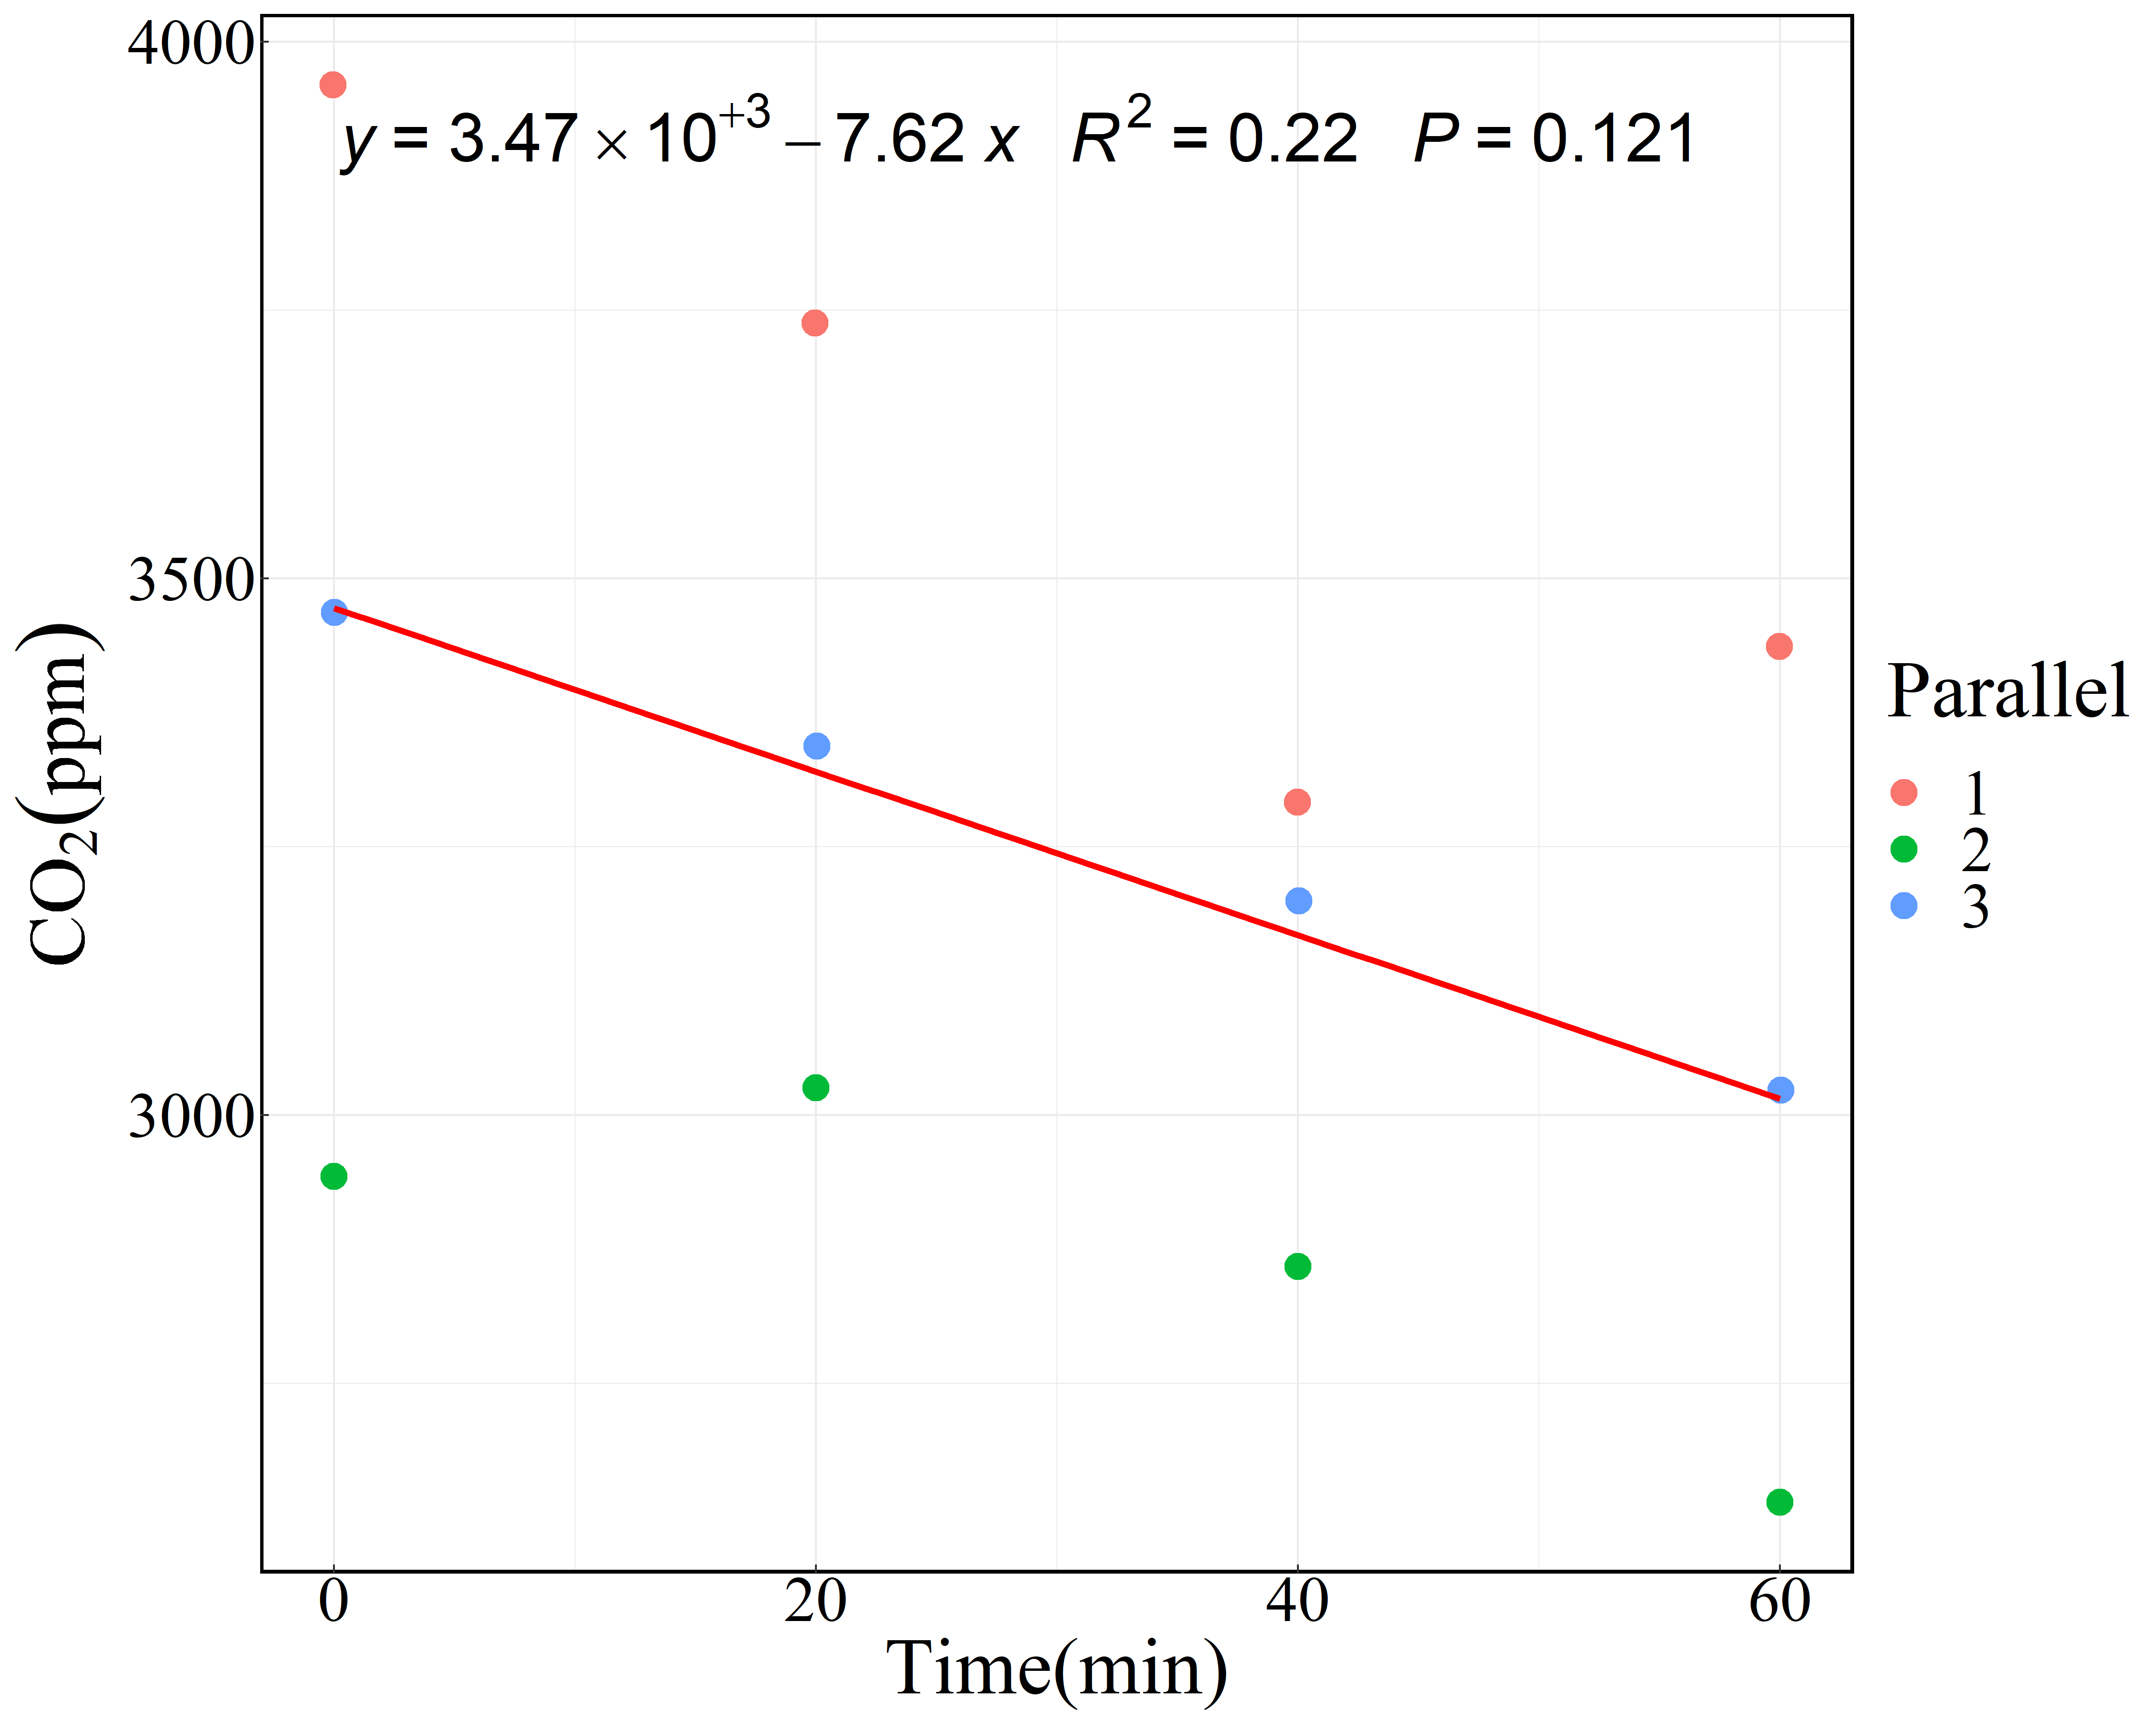 4000
y = 3.47 × 10⁺³ − 7.62 x R² = 0.22 P = 0.121
3500
3000
CO₂(ppm)
0 20 40 60
Time(min)
Parallel
1
2
3